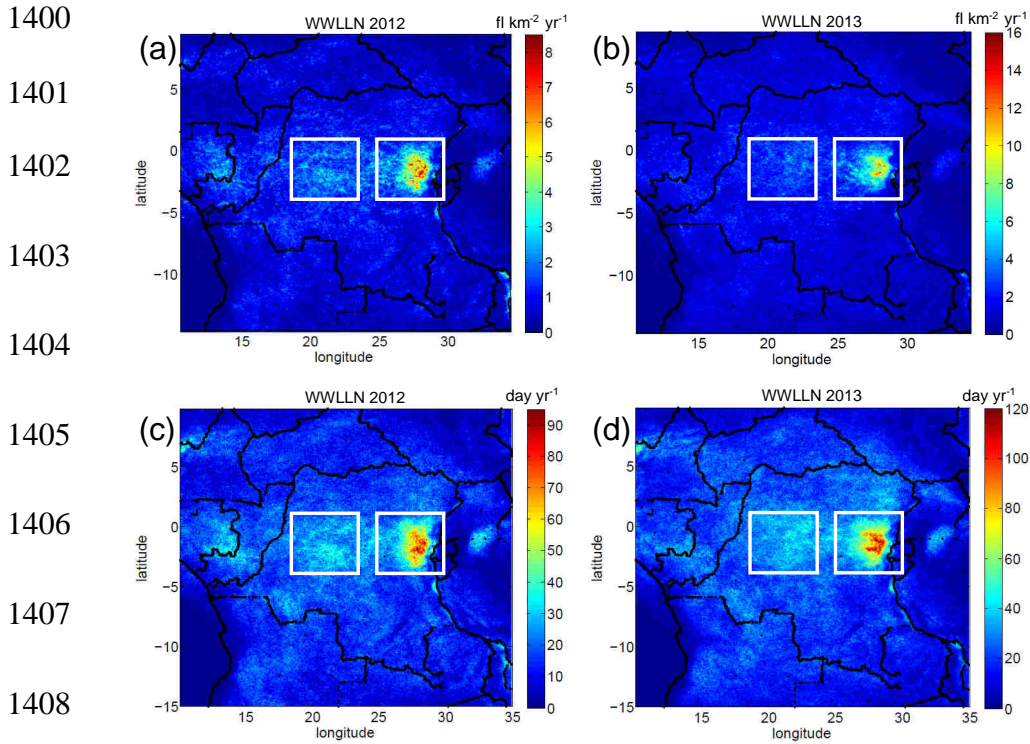 1400
1401
1402
1403
1404
1405
1406
1407
1408
WWLLN 2012
fl km-2 yr-1
(a)
8
7
6
5
4
3
2
1
0
5
0
−5
−10
latitude
15 20 25 30
longitude
WWLLN 2013
fl km-2 yr-1
(b)
16
14
12
10
8
6
4
2
0
5
0
−5
−10
latitude
15 20 25 30
longitude
WWLLN 2012
day yr-1
(c)
90
80
70
60
50
40
30
20
10
0
5
0
−5
−10
−15
latitude
15 20 25 30 35
longitude
WWLLN 2013
day yr-1
(d)
120
100
80
60
40
20
0
5
0
−5
−10
−15
latitude
15 20 25 30 35
longitude